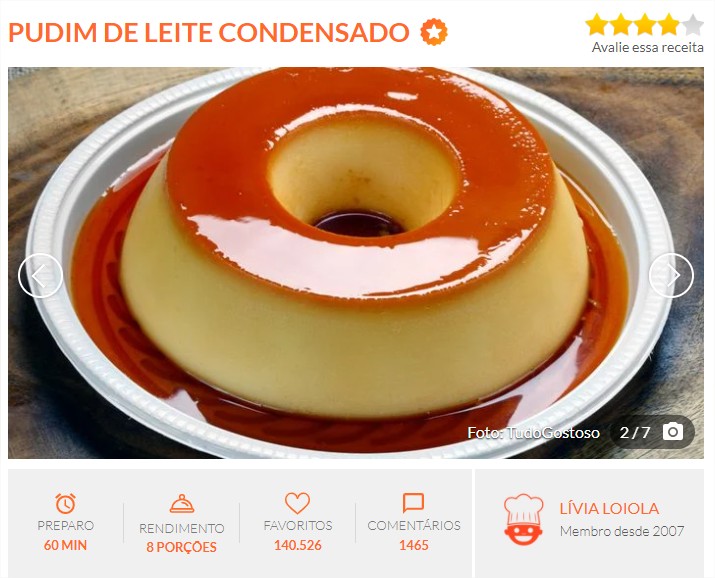 PUDIM DE LEITE CONDENSADO
Avalie essa receita
Foto: TudoGostoso
2 / 7
PREPARO
60 MIN
RENDIMENTO
8 PORÇÕES
FAVORITOS
140.526
COMENTÁRIOS
1465
LÍVIA LOIOLA
Membro desde 2007